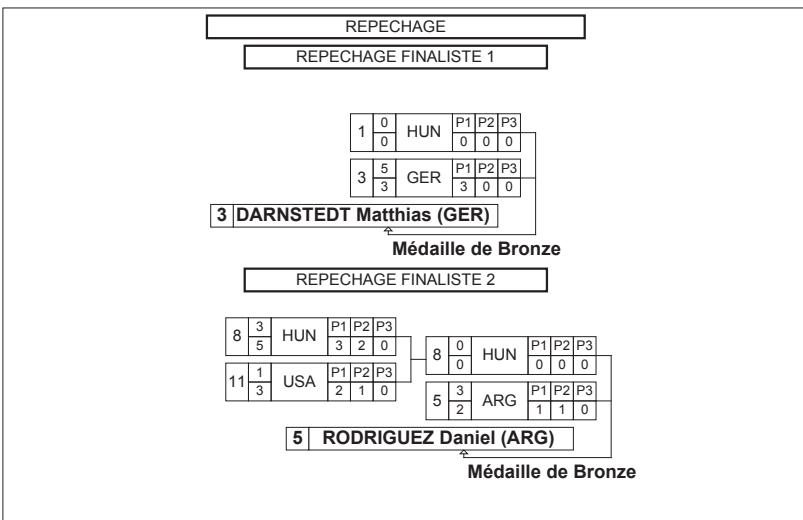 REPECHAGE
REPECHAGE FINALISTE 1
1 0 HUN P1 P2 P3
0 0 0 0
3 5 GER P1 P2 P3
3 3 0 0
3 DARNSTEDT Matthias (GER)
Médaille de Bronze
REPECHAGE FINALISTE 2
8 3 HUN P1 P2 P3
5 3 2 0
11 1 USA P1 P2 P3
3 2 1 0
8 0 HUN P1 P2 P3
0 0 0 0
5 3 ARG P1 P2 P3
2 1 1 0
5 RODRIGUEZ Daniel (ARG)
Médaille de Bronze